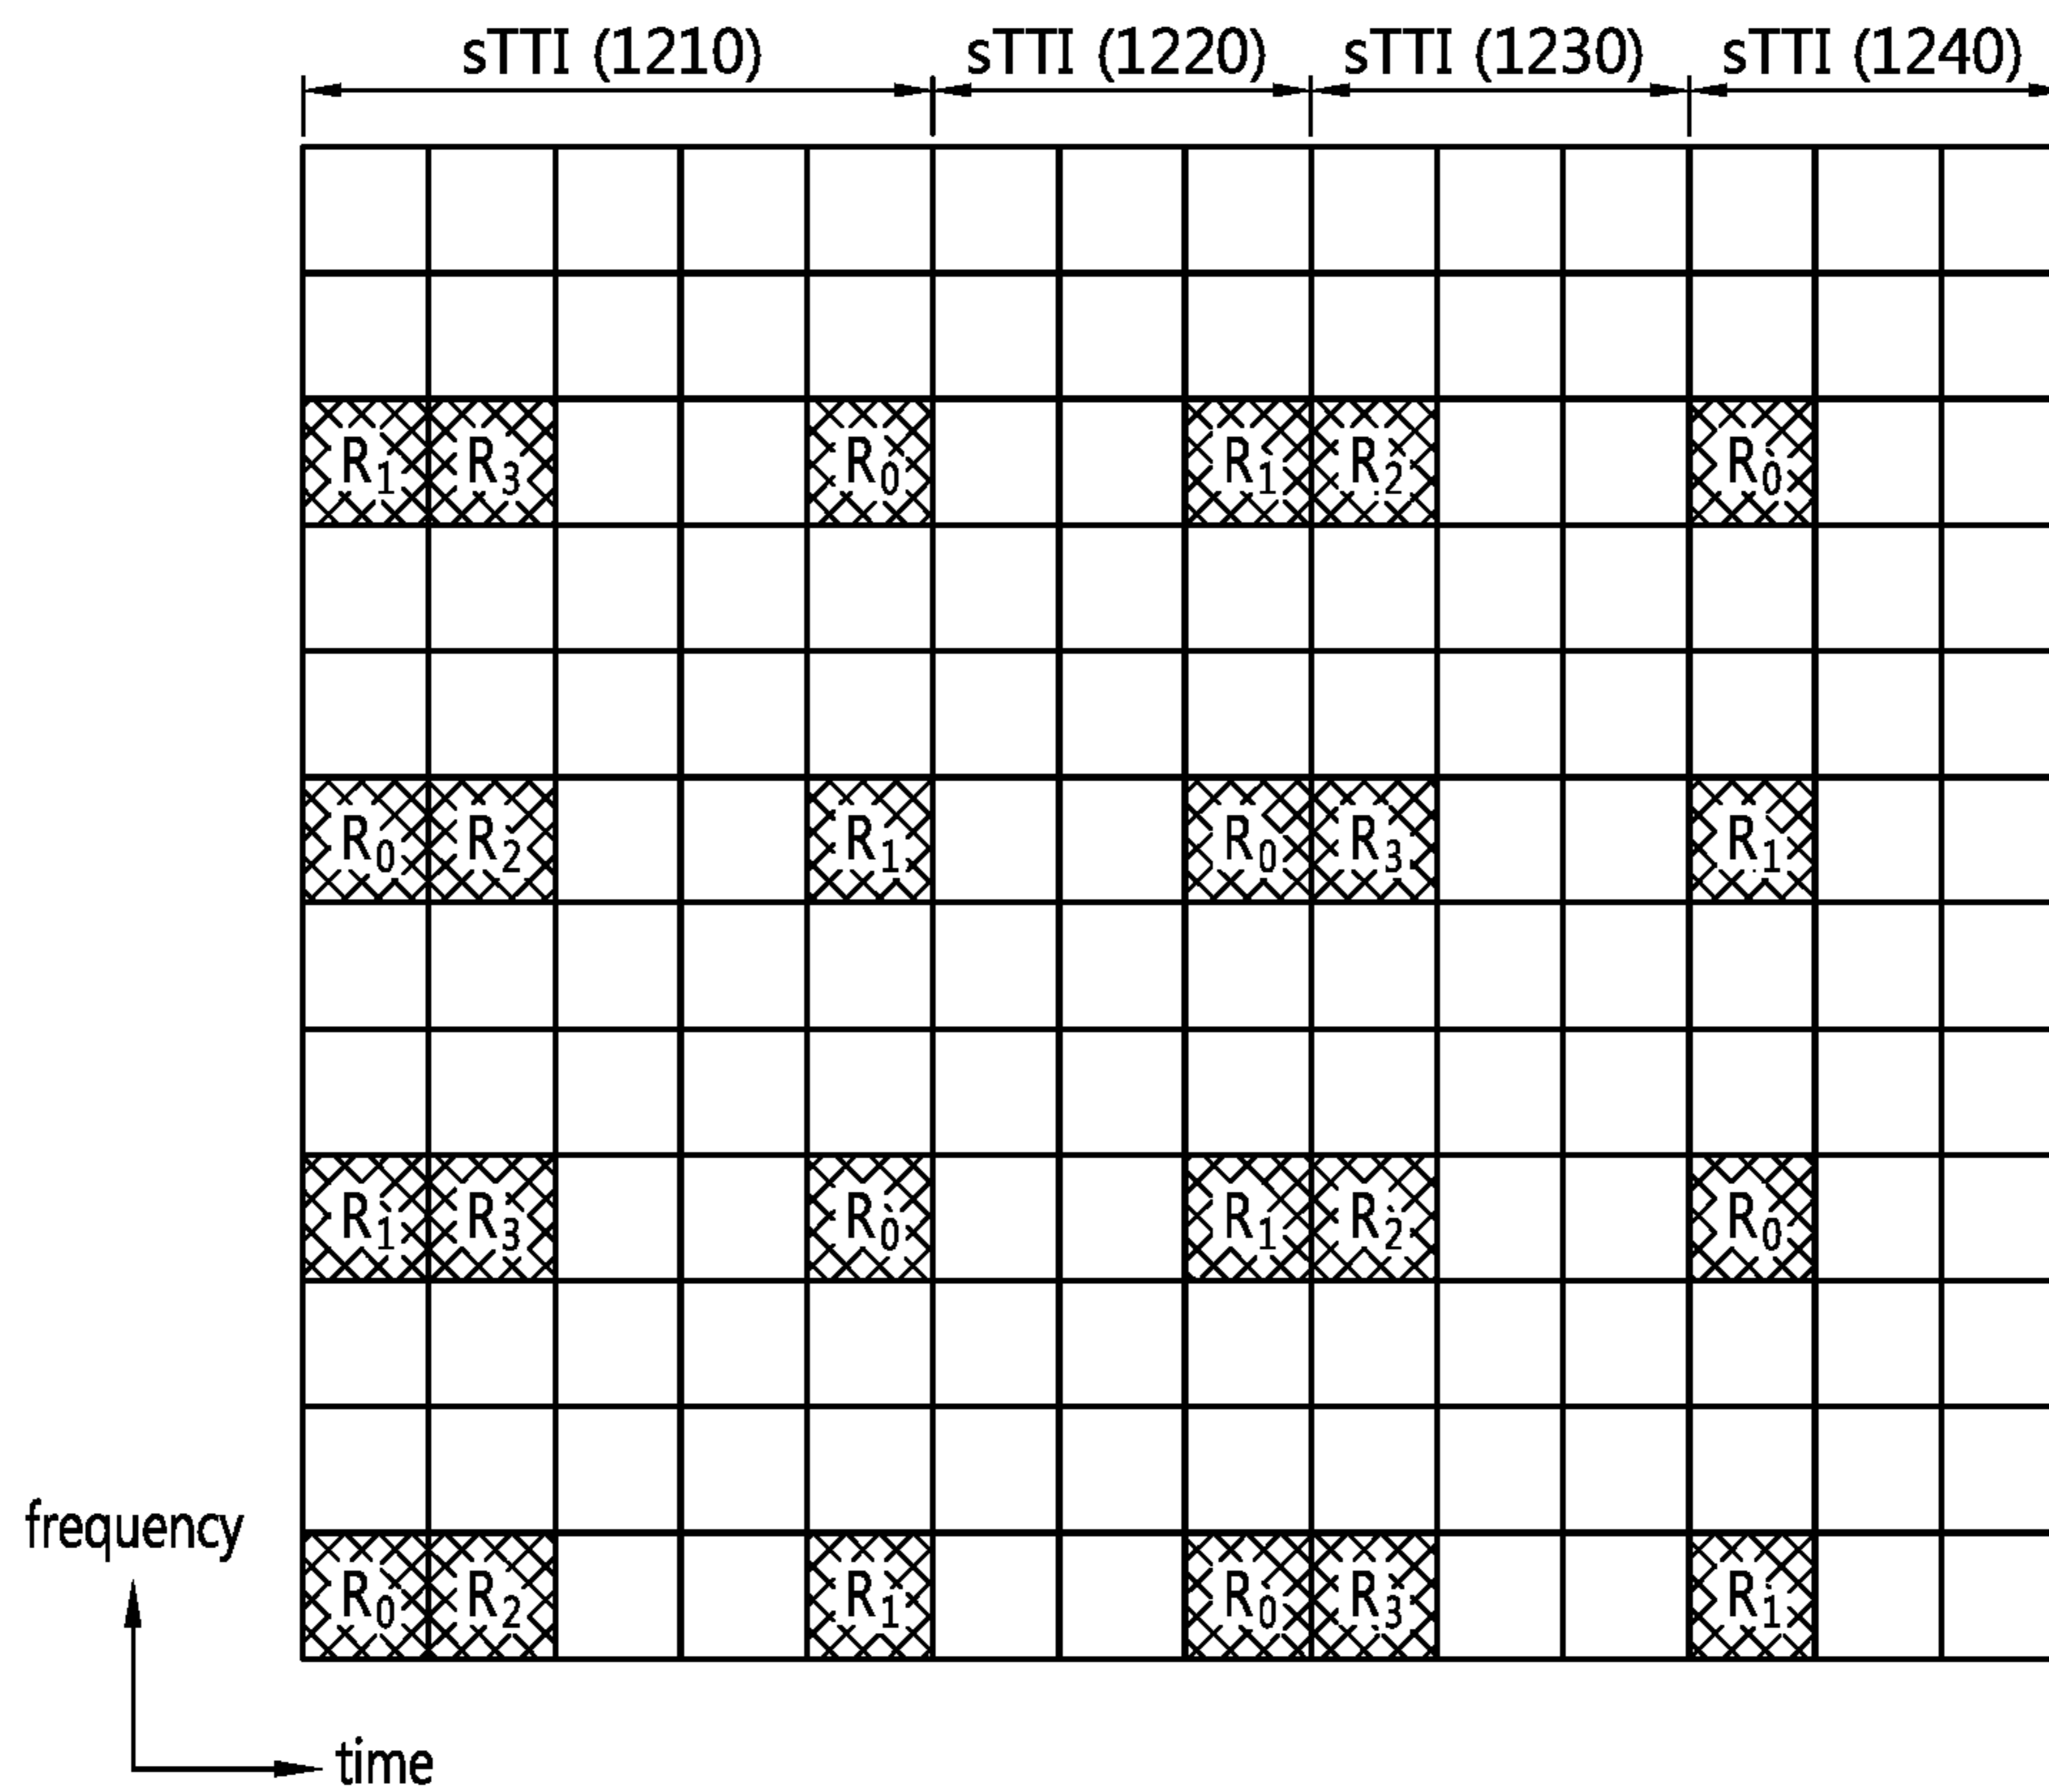 sTTI (1210) sTTI (1220) sTTI (1230) sTTI (1240)
R1 R3 R0 R1 R2 R0
R0 R2 R1 R0 R3 R1
R1 R3 R0 R1 R2 R0
frequency
R0 R2 R1 R0 R3 R1
time